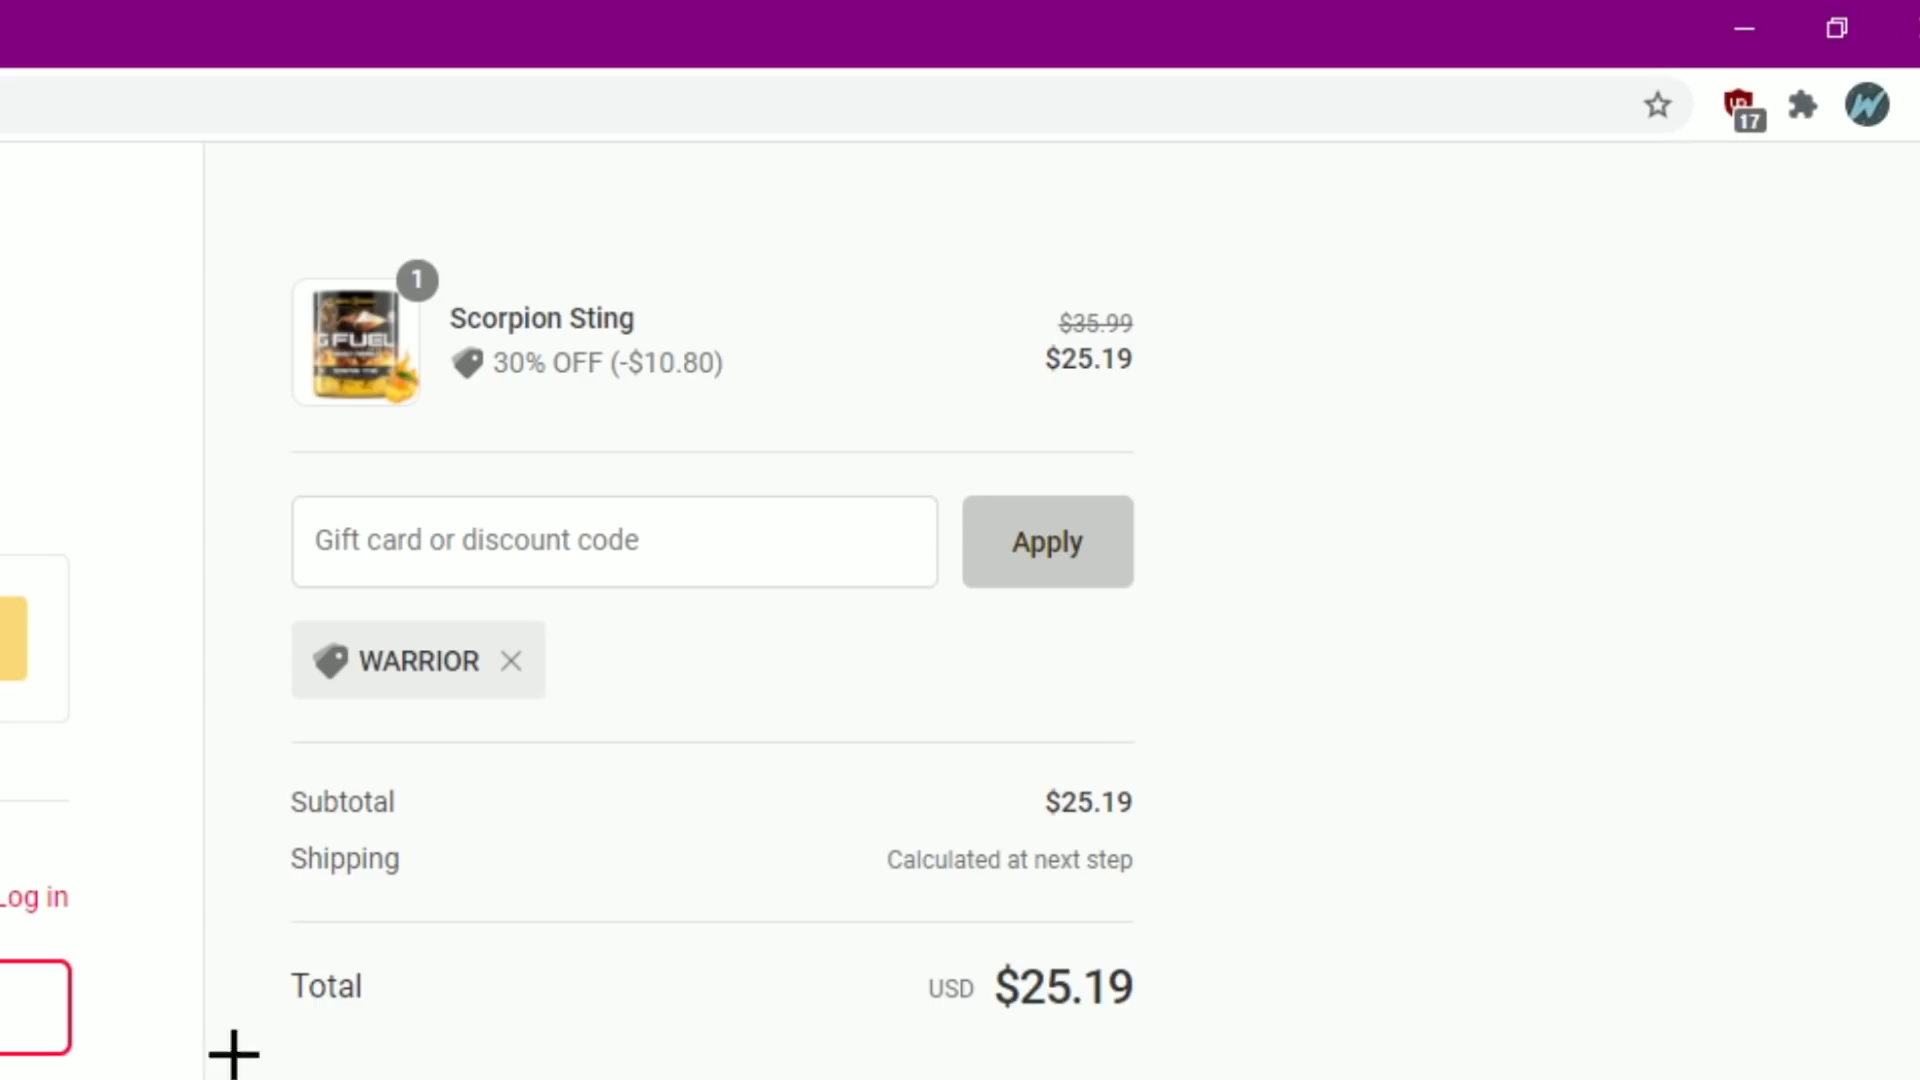 17
1
G FUEL
Scorpion Sting
$35.99
30% OFF (-$10.80)
$25.19
Gift card or discount code
Apply
WARRIOR
Subtotal
$25.19
Shipping
Calculated at next step
Log in
Total
USD $25.19